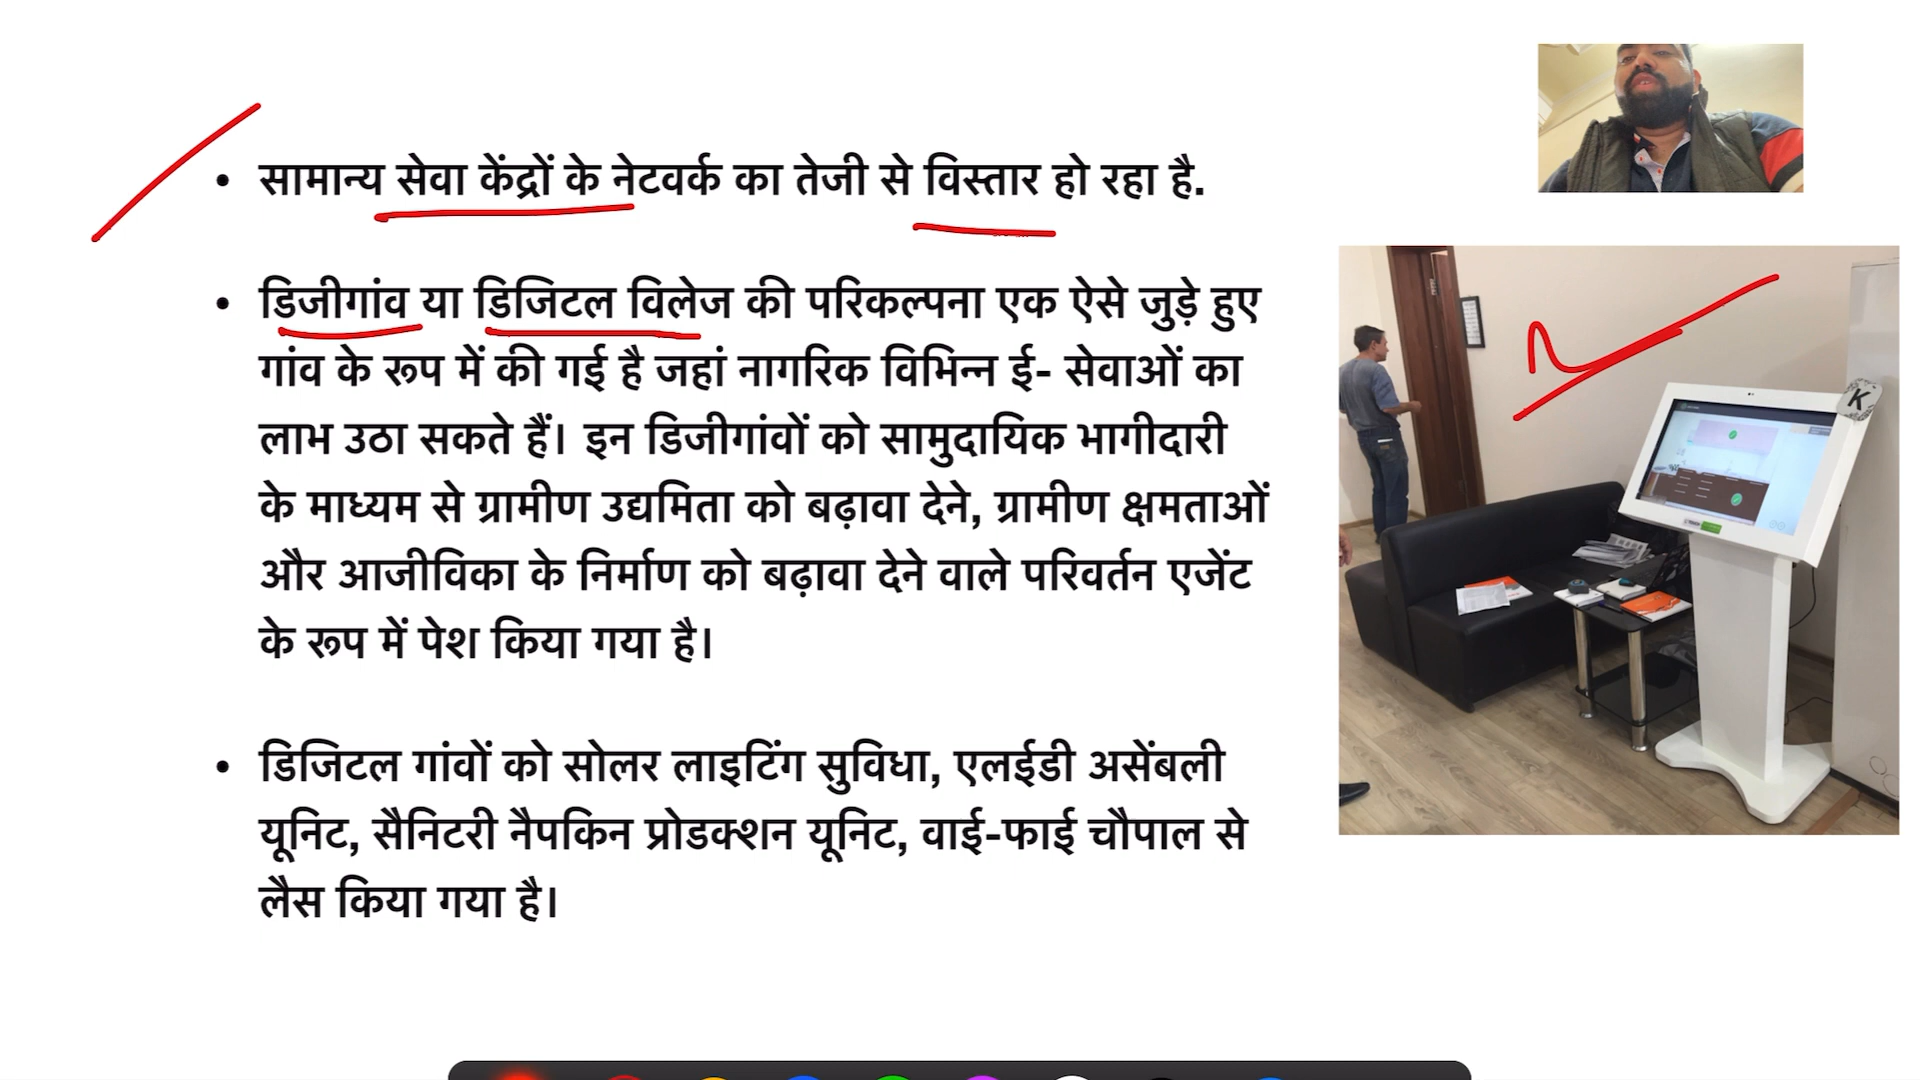 सामान्य सेवा केंद्रों के नेटवर्क का तेजी से विस्तार हो रहा है.
डिजीगांव या डिजिटल विलेज की परिकल्पना एक ऐसे जुड़े हुए
गांव के रूप में की गई है जहां नागरिक विभिन्न ई- सेवाओं का
लाभ उठा सकते हैं। इन डिजीगांवों को सामुदायिक भागीदारी
के माध्यम से ग्रामीण उद्यमिता को बढ़ावा देने, ग्रामीण क्षमताओं
और आजीविका के निर्माण को बढ़ावा देने वाले परिवर्तन एजेंट
के रूप में पेश किया गया है।
डिजिटल गांवों को सोलर लाइटिंग सुविधा, एलईडी असेंबली
यूनिट, सैनिटरी नैपकिन प्रोडक्शन यूनिट, वाई-फाई चौपाल से
लैस किया गया है।
K